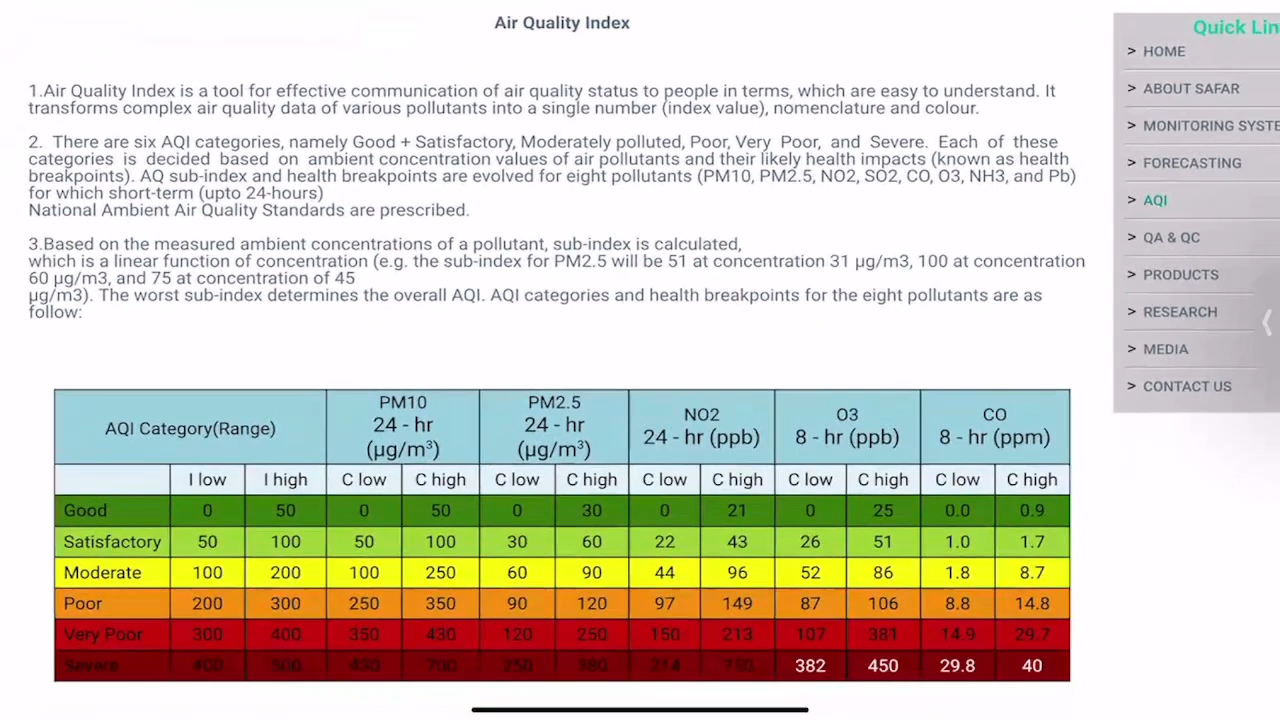 Air Quality Index
1.Air Quality Index is a tool for effective communication of air quality status to people in terms, which are easy to understand. It
transforms complex air quality data of various pollutants into a single number (index value), nomenclature and colour.
2. There are six AQI categories, namely Good + Satisfactory, Moderately polluted, Poor, Very Poor, and Severe. Each of these
categories is decided based on ambient concentration values of air pollutants and their likely health impacts (known as health
breakpoints). AQ sub-index and health breakpoints are evolved for eight pollutants (PM10, PM2.5, NO2, SO2, CO, O3, NH3, and Pb)
for which short-term (upto 24-hours)
National Ambient Air Quality Standards are prescribed.
3.Based on the measured ambient concentrations of a pollutant, sub-index is calculated,
which is a linear function of concentration (e.g. the sub-index for PM2.5 will be 51 at concentration 31 µg/m3, 100 at concentration
60 µg/m3, and 75 at concentration of 45
µg/m3). The worst sub-index determines the overall AQI. AQI categories and health breakpoints for the eight pollutants are as
follow:
AQI Category(Range) PM10 24 - hr (µg/m³) PM2.5 24 - hr (µg/m³) NO2 24 - hr (ppb) O3 8 - hr (ppb) CO 8 - hr (ppm)
I low I high C low C high C low C high C low C high C low C high C low C high
Good 0 50 0 50 0 30 0 21 0 25 0.0 0.9
Satisfactory 50 100 50 100 30 60 22 43 26 51 1.0 1.7
Moderate 100 200 100 250 60 90 44 96 52 86 1.8 8.7
Poor 200 300 250 350 90 120 97 149 87 106 8.8 14.8
Very Poor 300 400 350 430 120 250 150 213 107 381 14.9 29.7
Severe 400 500 430 700 250 380 214 750 382 450 29.8 40
Quick Lin
> HOME
> ABOUT SAFAR
> MONITORING SYSTE
> FORECASTING
> AQI
> QA & QC
> PRODUCTS
> RESEARCH
> MEDIA
> CONTACT US